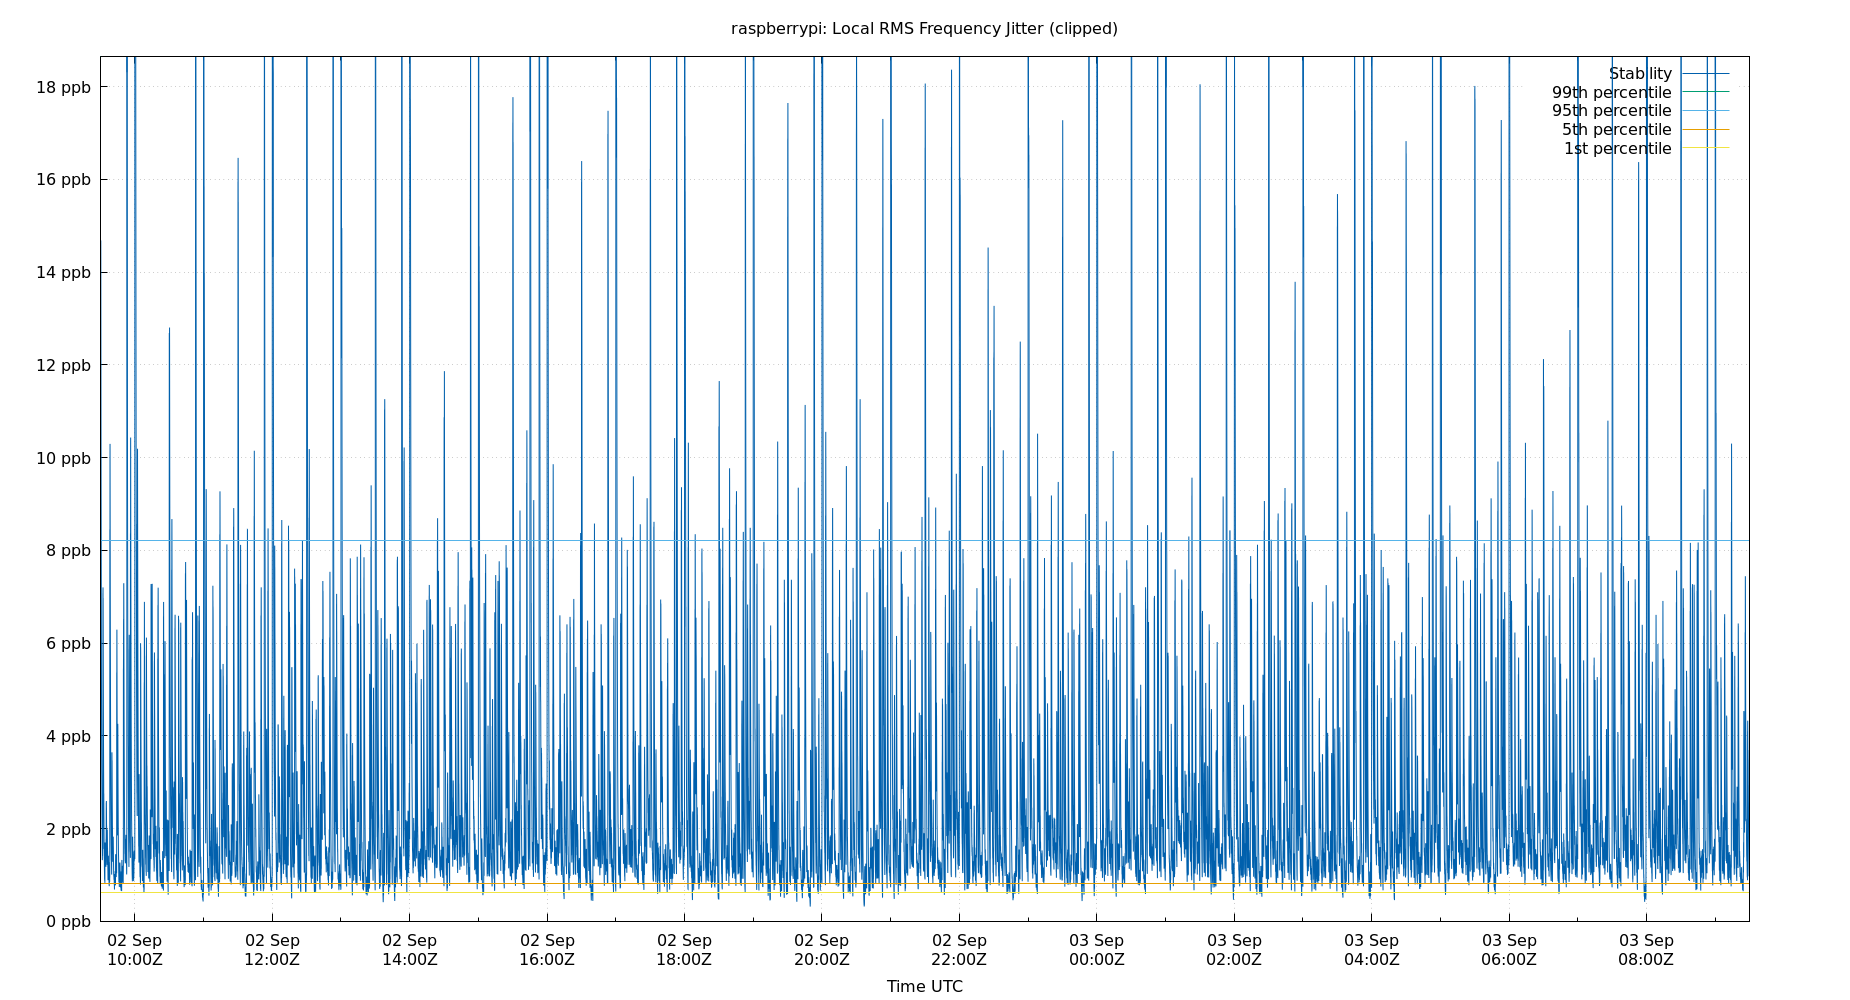 raspberrypi: Local RMS Frequency Jitter (clipped)
18 ppb
16 ppb
14 ppb
12 ppb
10 ppb
8 ppb
6 ppb
4 ppb
2 ppb
0 ppb
Stability
99th percentile
95th percentile
5th percentile
1st percentile
02 Sep
10:00Z
02 Sep
12:00Z
02 Sep
14:00Z
02 Sep
16:00Z
02 Sep
18:00Z
02 Sep
20:00Z
02 Sep
22:00Z
03 Sep
00:00Z
03 Sep
02:00Z
03 Sep
04:00Z
03 Sep
06:00Z
03 Sep
08:00Z
Time UTC